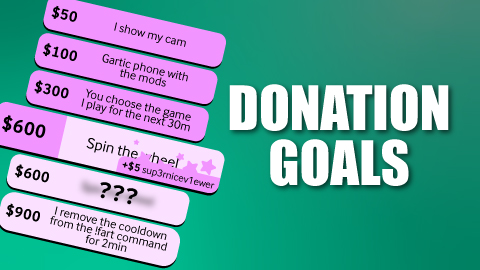 $50 I show my cam
$100 Gartic phone with
the mods
$300 You choose the game
I play for the next 30m
$600 Spin the wheel
+$5 sup3rnicev1ewer
$600 ???
$900 I remove the cooldown
from the !fart command
for 2min
DONATION
GOALS